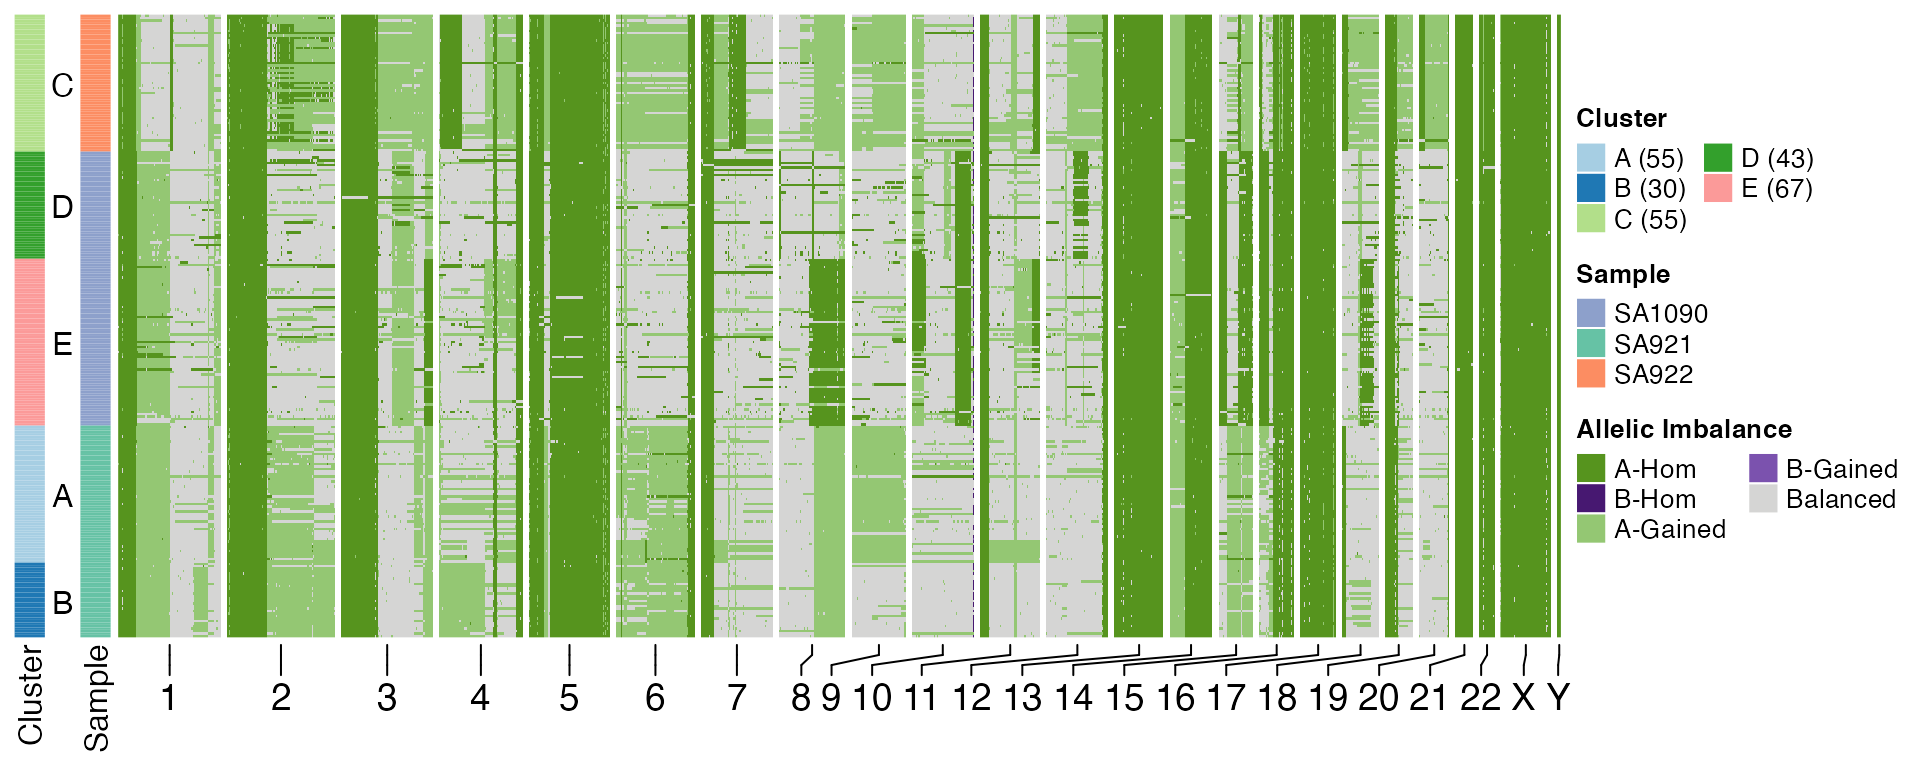 C
D
E
A
B
Cluster
Sample
1 2 3 4 5 6 7 8 9 10 11 12 13 14 15 16 17 18 19 20 21 22 X Y
Cluster
A (55) D (43)
B (30) E (67)
C (55)
Sample
SA1090
SA921
SA922
Allelic Imbalance
A-Hom B-Gained
B-Hom Balanced
A-Gained